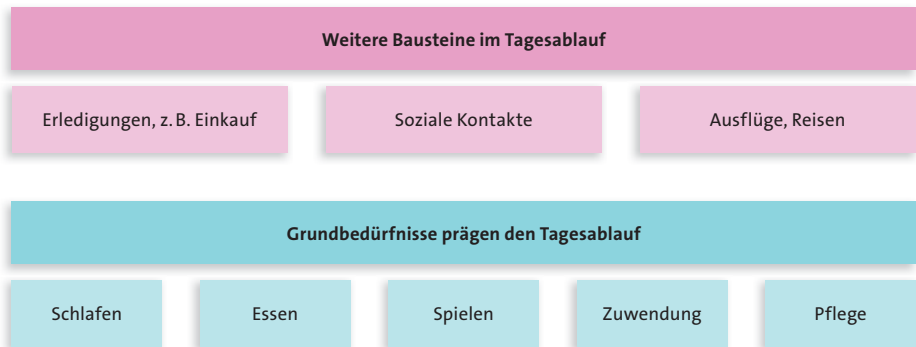 Weitere Bausteine im Tagesablauf
Erledigungen, z. B. Einkauf
Soziale Kontakte
Ausflüge, Reisen
Grundbedürfnisse prägen den Tagesablauf
Schlafen
Essen
Spielen
Zuwendung
Pflege